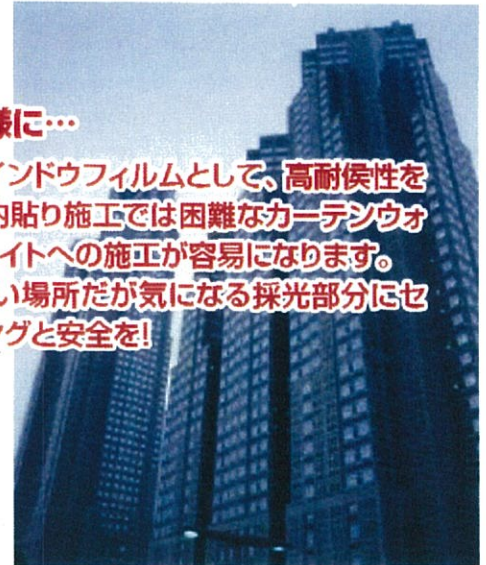 様に…
インドウフィルムとして、高耐侯性を
内貼り施工では困難なカーテンウォ
イトへの施工が容易になります。
い場所だが気になる採光部分にセ
グと安全を!